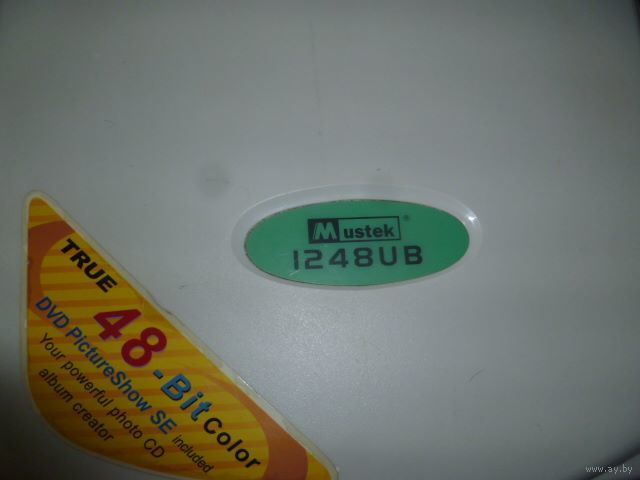 Mustek®
1248UB
TRUE
48-Bit Color
DVD PictureShow SE included
Your powerful photo CD
album creator
www.ay.by